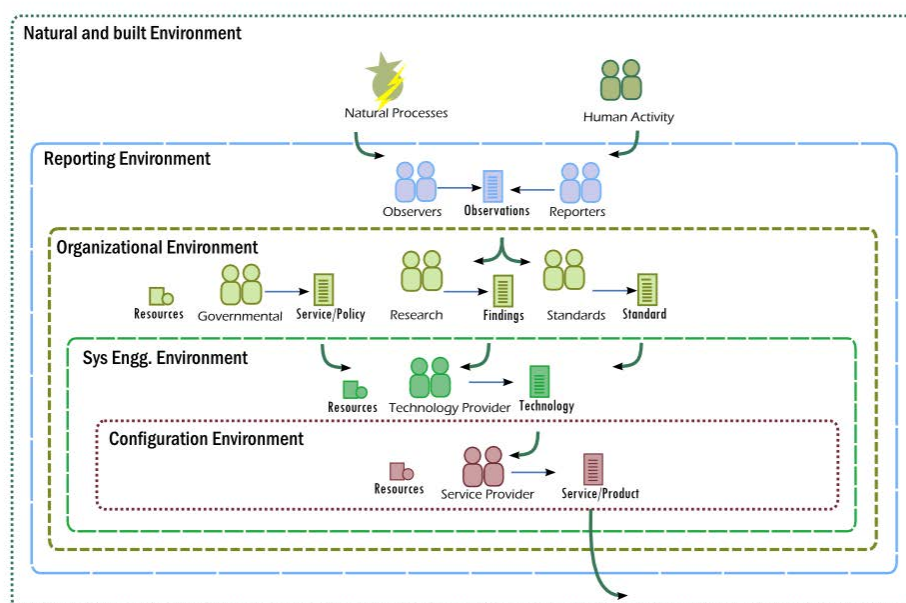 Natural and built Environment
Natural Processes
Human Activity
Reporting Environment
Observers
Observations
Reporters
Organizational Environment
Resources
Governmental
Service/Policy
Research
Findings
Standards
Standard
Sys Engg. Environment
Resources
Technology Provider
Technology
Configuration Environment
Resources
Service Provider
Service/Product